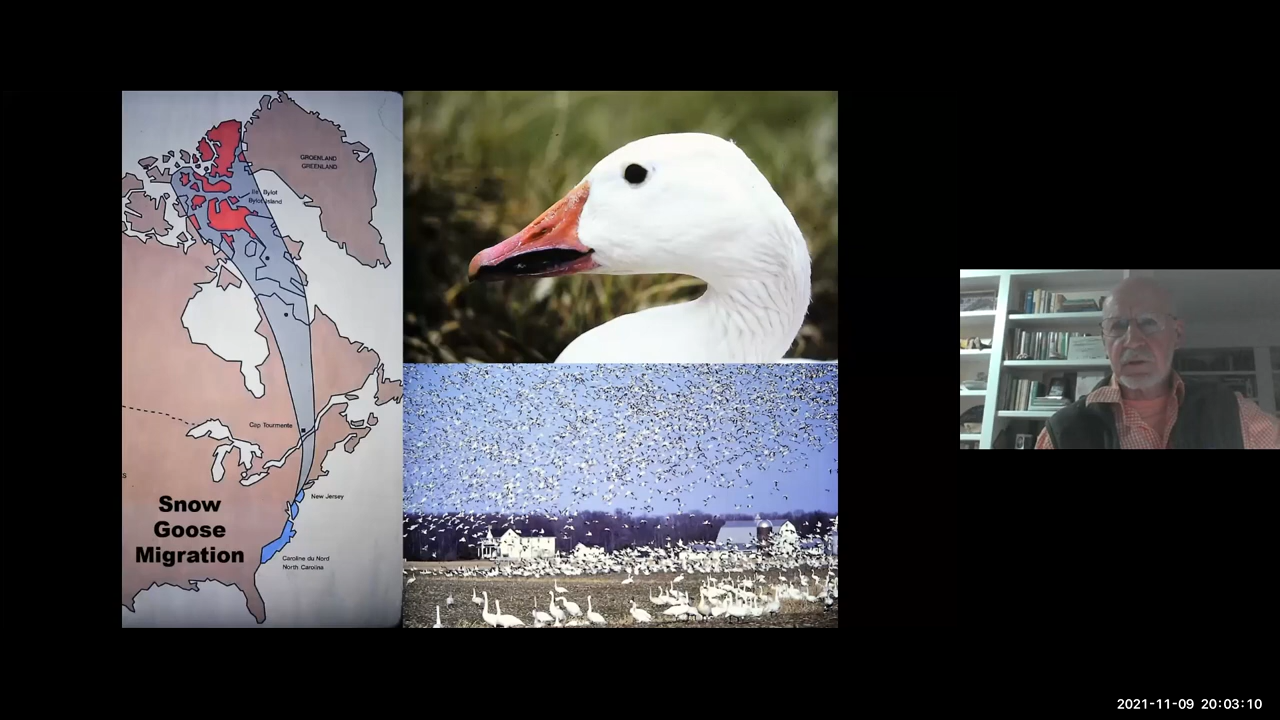 GROENLAND
GREENLAND
Ile Bylot
Bylot Island
Cap Tourmente
New Jersey
S
Snow
Goose
Migration
Caroline du Nord
North Carolina
2021-11-09 20:03:10